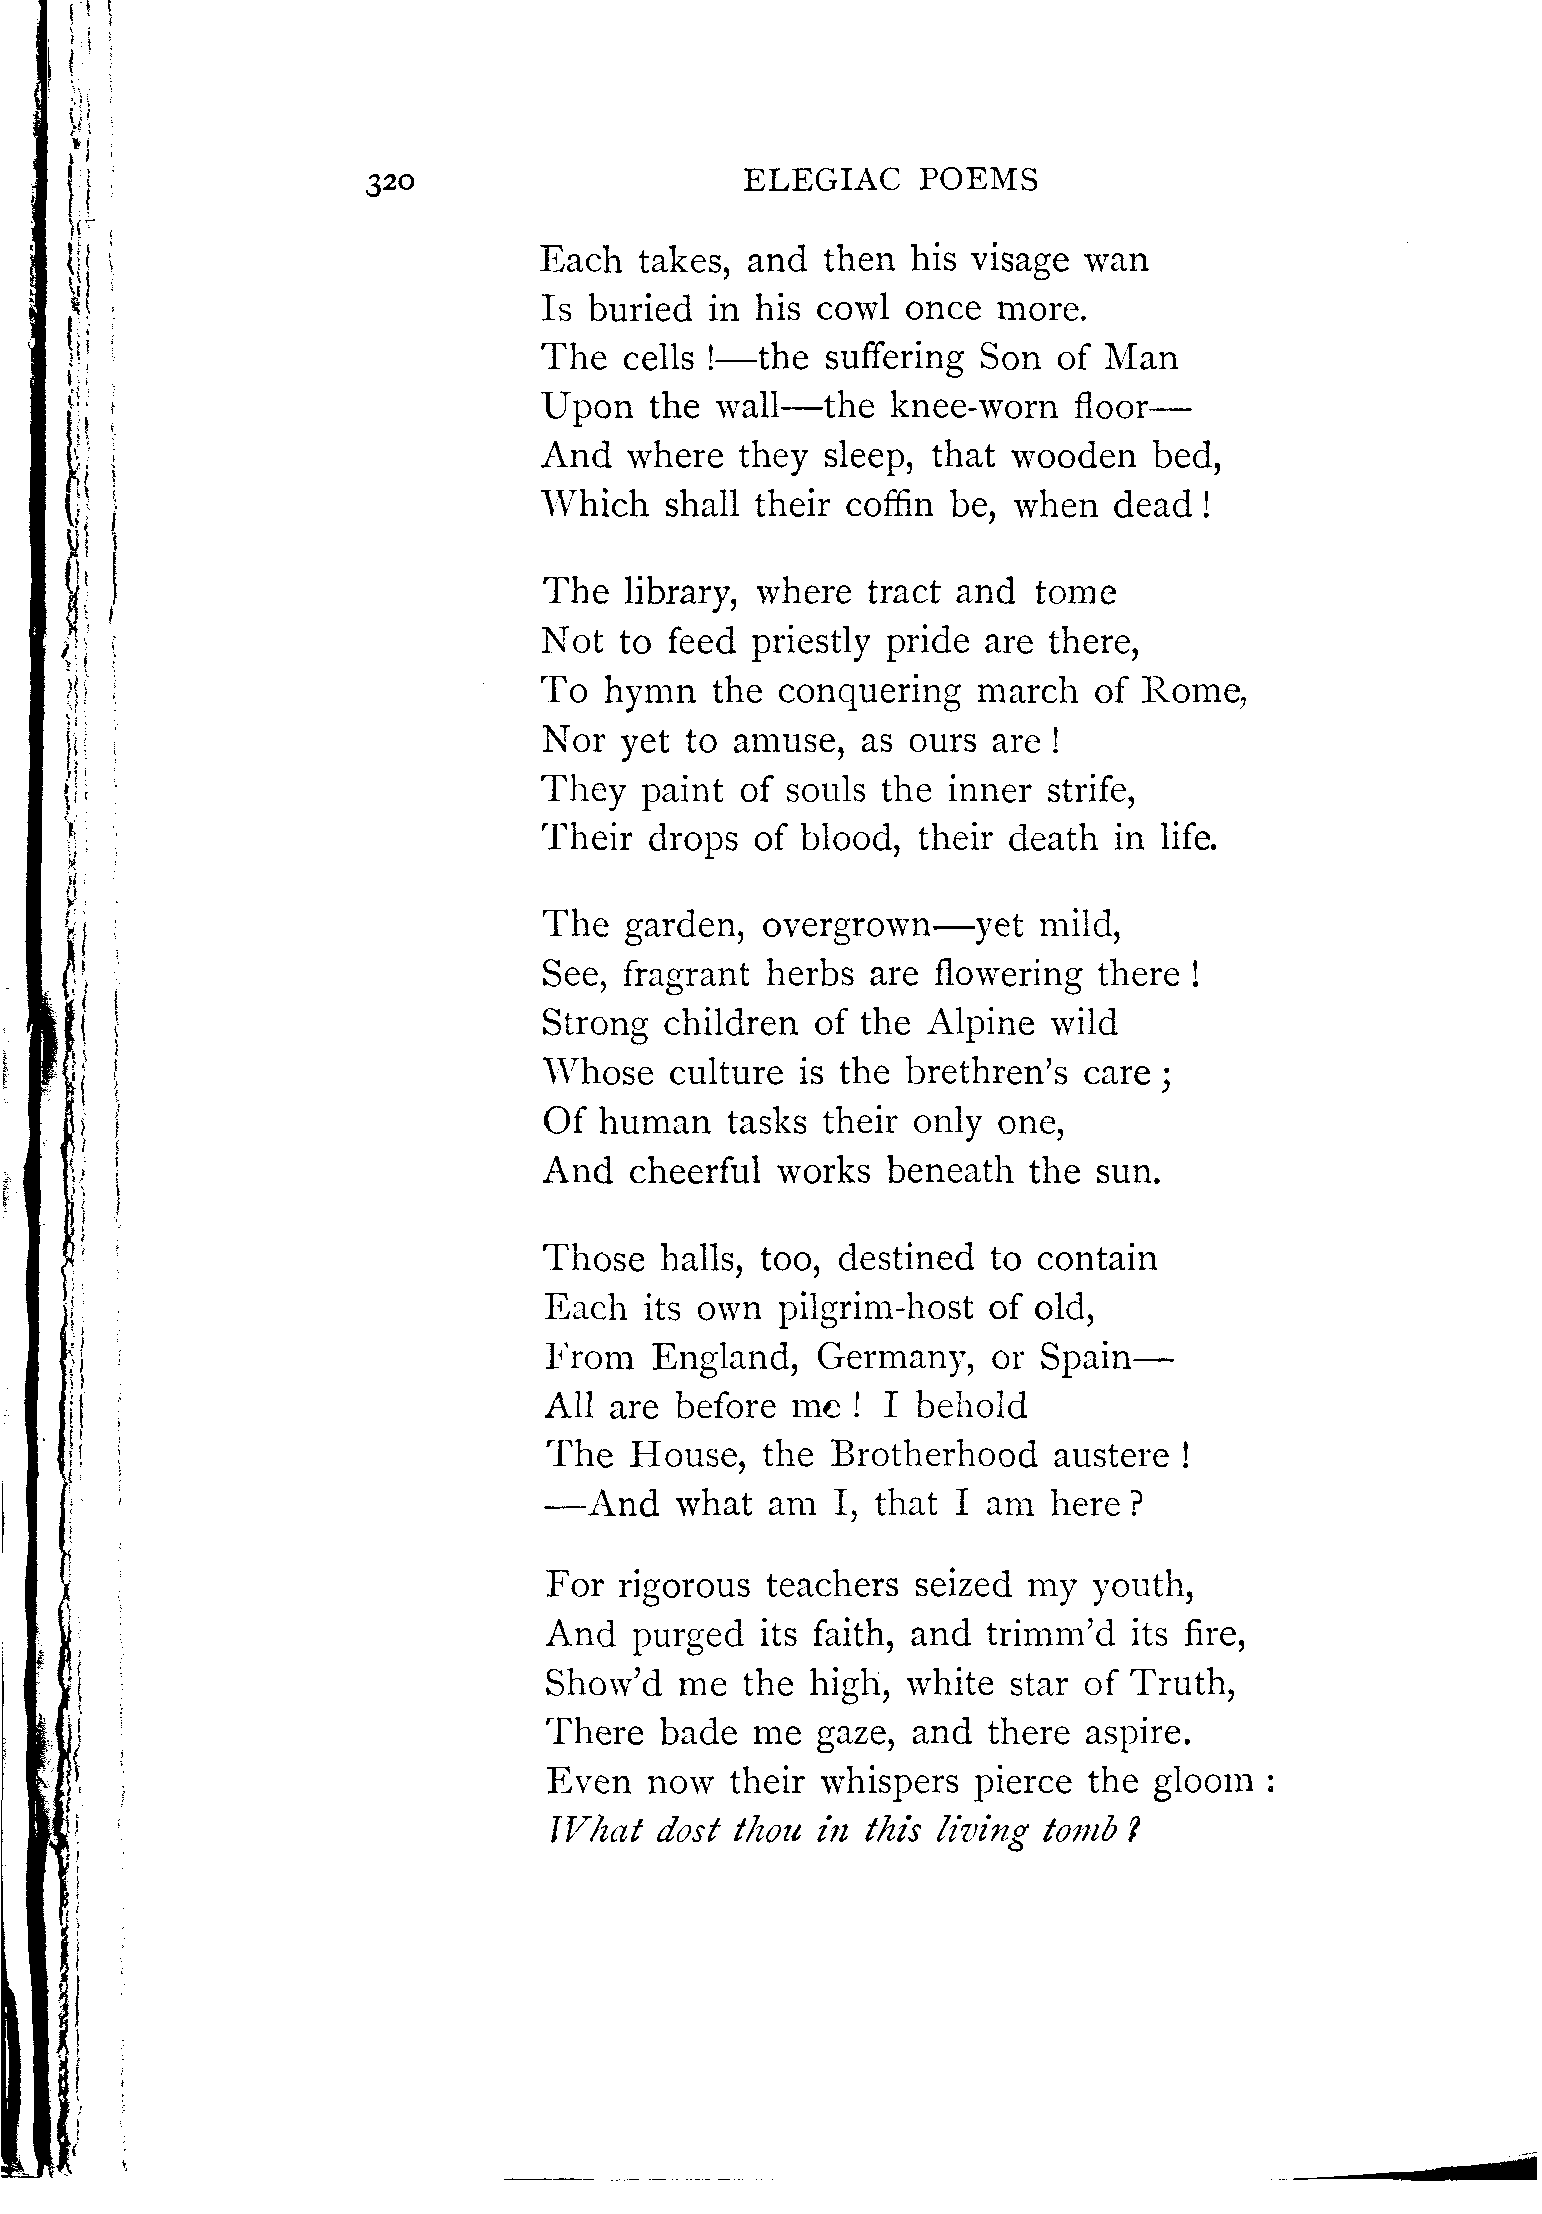 320 ELEGIAC POEMS
Each takes, and then his visage wan
Is buried in his cowl once more.
The cells !—the suffering Son of Man
Upon the wall—the knee-worn floor—
And where they sleep, that wooden bed,
Which shall their coffin be, when dead !
The library, where tract and tome
Not to feed priestly pride are there,
To hymn the conquering march of Rome,
Nor yet to amuse, as ours are !
They paint of souls the inner strife,
Their drops of blood, their death in life.
The garden, overgrown—yet mild,
See, fragrant herbs are flowering there !
Strong children of the Alpine wild
Whose culture is the brethren's care ;
Of human tasks their only one,
And cheerful works beneath the sun.
Those halls, too, destined to contain
Each its own pilgrim-host of old,
From England, Germany, or Spain—
All are before me ! I behold
The House, the Brotherhood austere !
—And what am I, that I am here ?
For rigorous teachers seized my youth,
And purged its faith, and trimm'd its fire,
Show'd me the high, white star of Truth,
There bade me gaze, and there aspire.
Even now their whispers pierce the gloom :
What dost thou in this living tomb ?